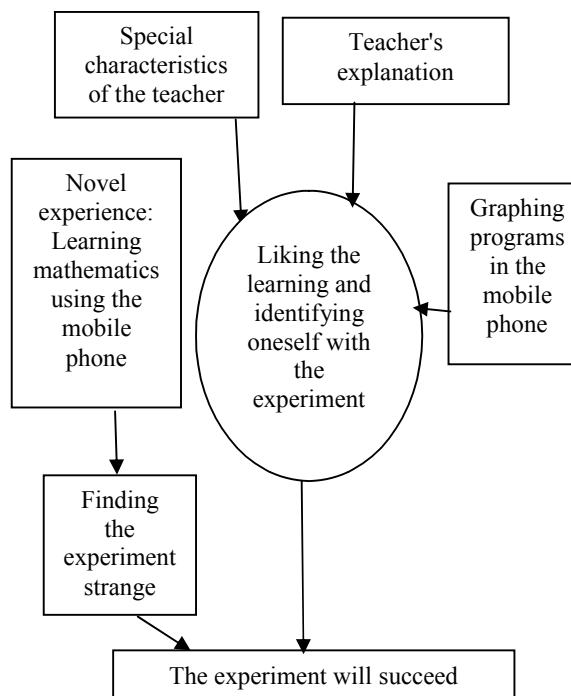 Special
characteristics
of the teacher
Teacher's
explanation
Novel
experience:
Learning
mathematics
using the
mobile
phone
Liking the
learning and
identifying
oneself with
the
experiment
Graphing
programs
in the
mobile
phone
Finding
the
experiment
strange
The experiment will succeed